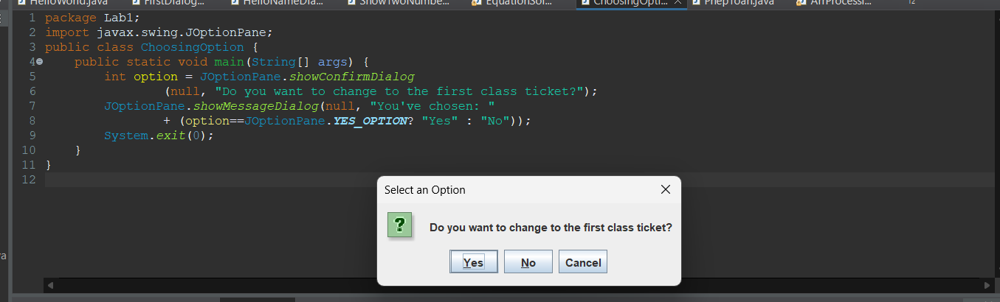 HelloWorld.java FirstDialog... HelloNameDia... ShowTwoNumbe... EquationSol... ChoosingOpti... PhepToan.java ArrProcessi... 12
1 package Lab1;
2 import javax.swing.JOptionPane;
3 public class ChoosingOption {
4 public static void main(String[] args) {
5 int option = JOptionPane.showConfirmDialog
6 (null, "Do you want to change to the first class ticket?");
7 JOptionPane.showMessageDialog(null, "You've chosen: "
8 + (option==JOptionPane.YES_OPTION? "Yes" : "No"));
9 System.exit(0);
10 }
11 }
12
Select an Option
?
Do you want to change to the first class ticket?
Yes No Cancel
ra